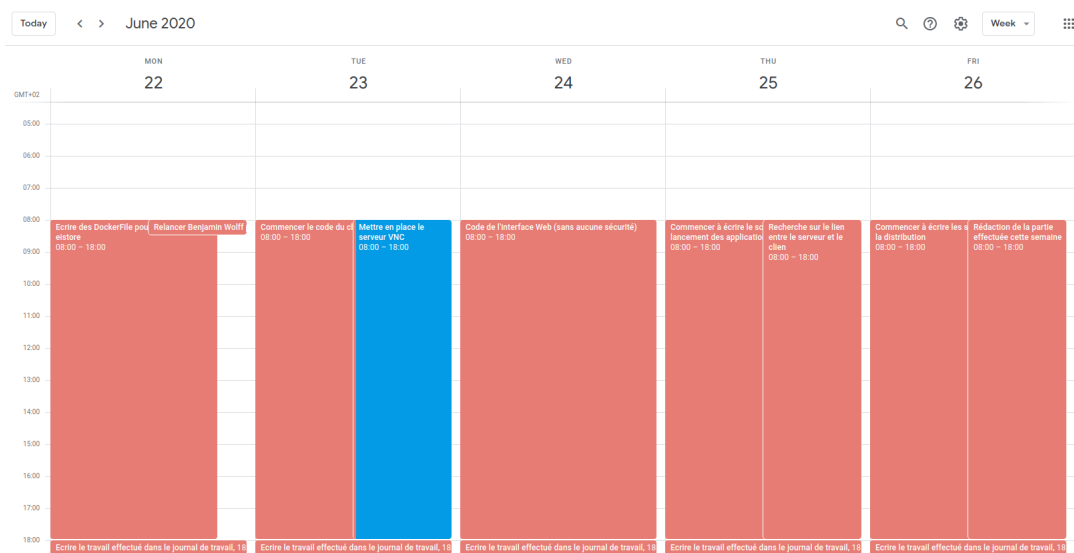 Today
June 2020
Week
MON
TUE
WED
THU
FRI
22
23
24
25
26
GMT+02
05:00
06:00
07:00
08:00
09:00
10:00
11:00
12:00
13:00
14:00
15:00
16:00
17:00
18:00
Ecrire des DockerFile pou
eistore
08:00 – 18:00
Relancer Benjamin Wolff
Commencer le code du cl
08:00 – 18:00
Mettre en place le
serveur VNC
08:00 – 18:00
Code de l'Interface Web (sans aucune sécurité)
08:00 – 18:00
Commencer à écrire le sc
lancement des applicatio
08:00 – 18:00
Recherche sur le lien
entre le serveur et le
clien
08:00 – 18:00
Commencer à écrire les s
la distribution
08:00 – 18:00
Rédaction de la partie
effectuée cette semaine
08:00 – 18:00
Ecrire le travail effectué dans le journal de travail, 18
Ecrire le travail effectué dans le journal de travail, 18
Ecrire le travail effectué dans le journal de travail, 18
Ecrire le travail effectué dans le journal de travail, 18
Ecrire le travail effectué dans le journal de travail, 18